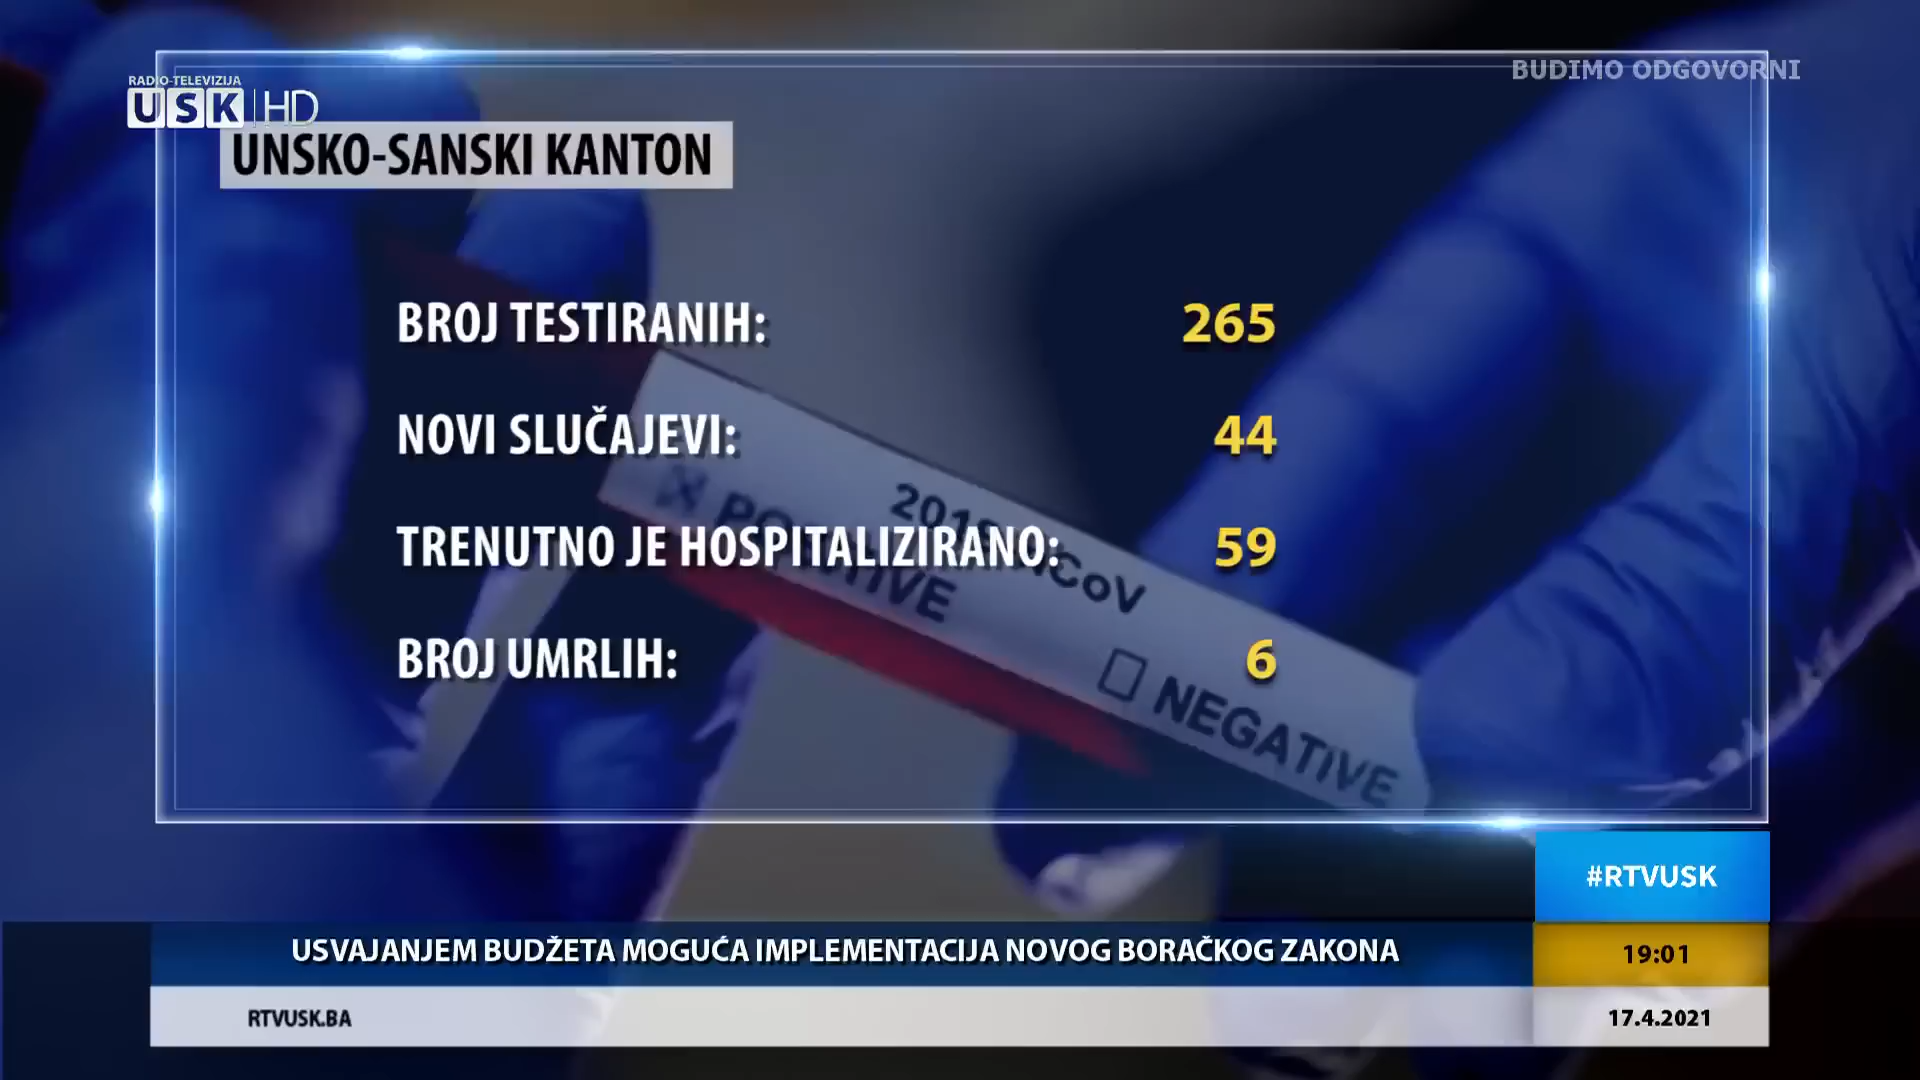 RADIO-TELEVIZIJA
USK HD
BUDIMO ODGOVORNI
UNSKO-SANSKI KANTON
BROJ TESTIRANIH: 265
NOVI SLUČAJEVI: 44
TRENUTNO JE HOSPITALIZIRANO: 59
BROJ UMRLIH: 6
NEGATIVE
#RTVUSK
USVAJANJEM BUDŽETA MOGUĆA IMPLEMENTACIJA NOVOG BORAČKOG ZAKONA
19:01
RTVUSK.BA
17.4.2021